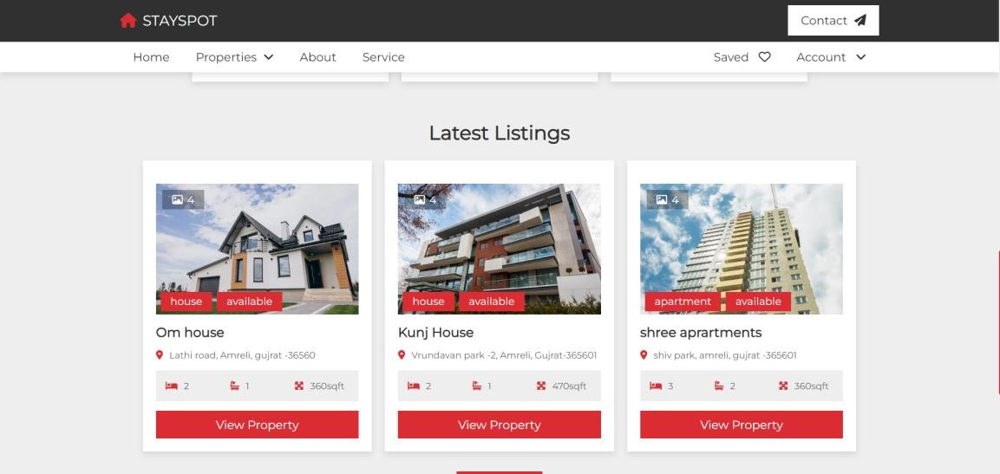 STAYSPOT
Contact
Home Properties About Service Saved Account
Latest Listings
4 4 4
house available house available apartment available
Om house Kunj House shree aprartments
Lathi road, Amreli, gujrat -36560 Vrundavan park -2, Amreli, Gujrat-365601 shiv park, amreli, gujrat -365601
2 1 360sqft 2 1 470sqft 3 2 360sqft
View Property View Property View Property